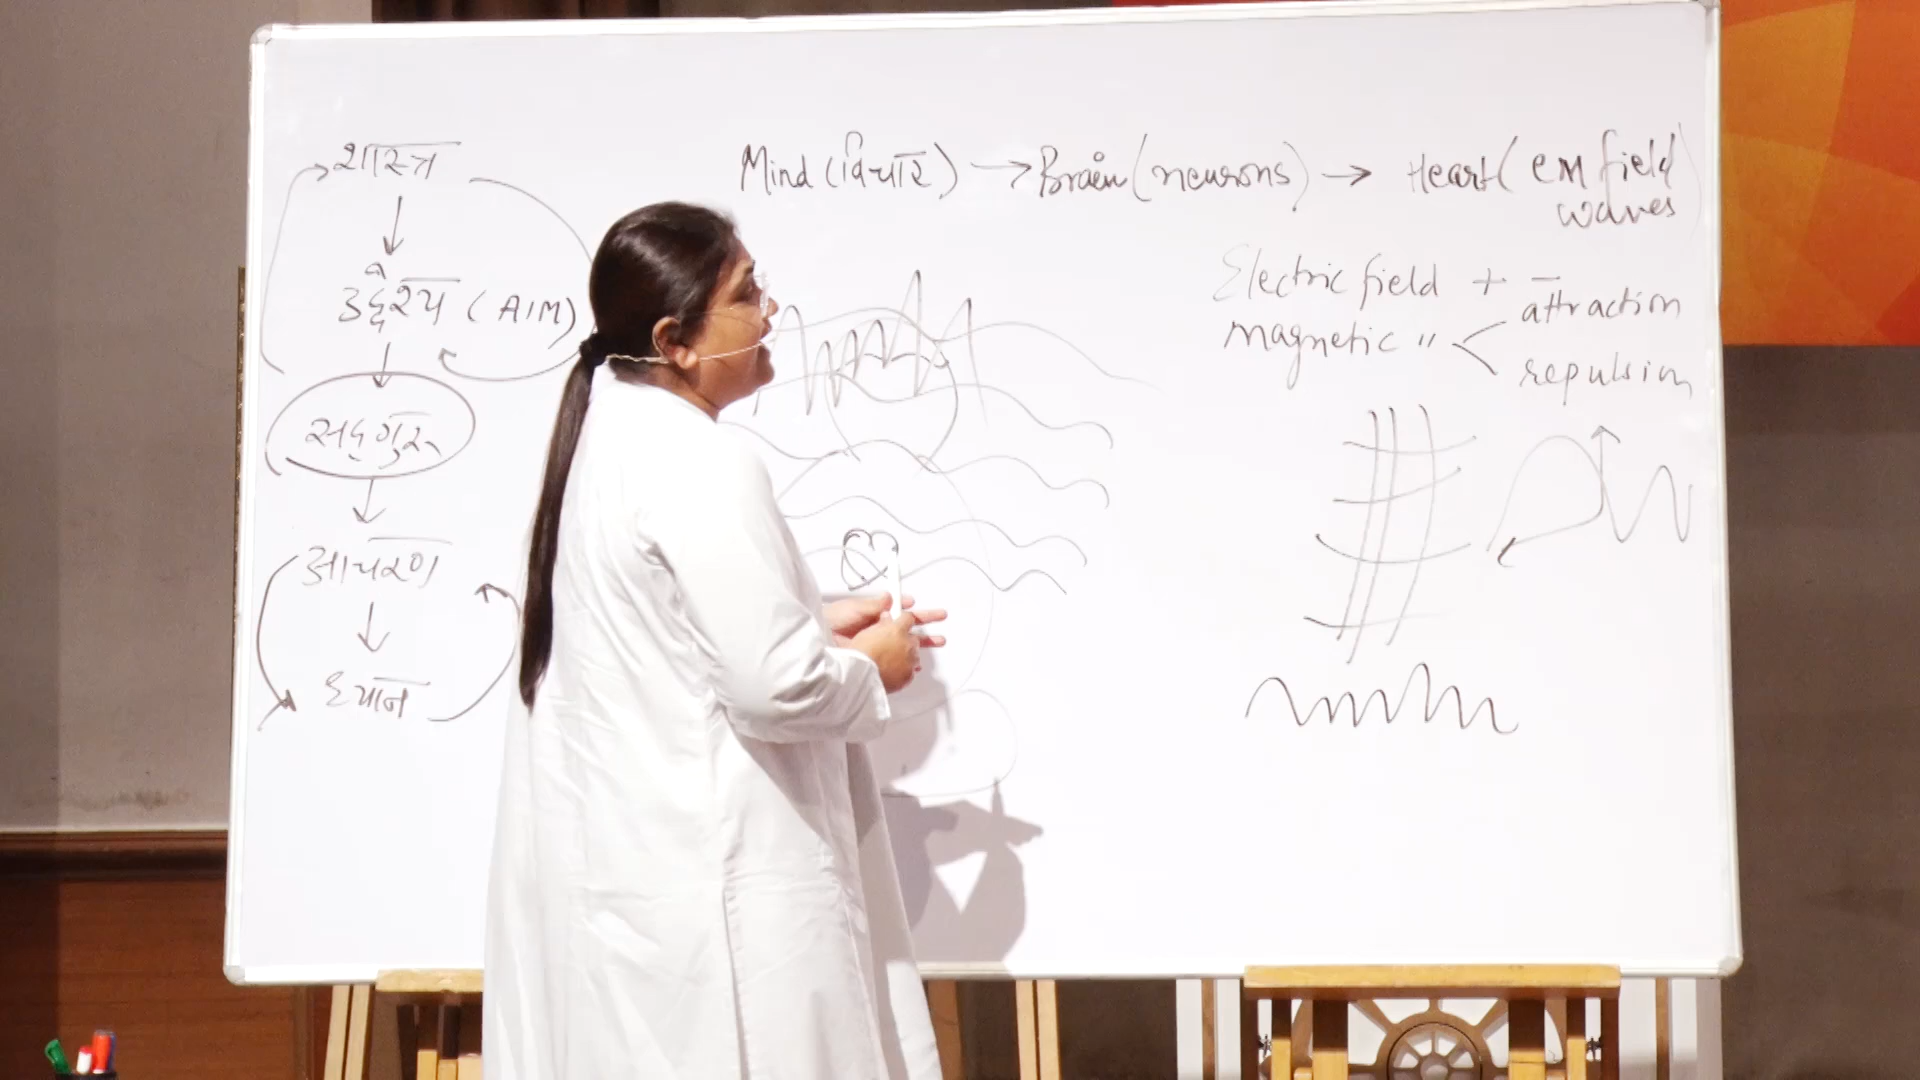 शास्त्र
उद्देश्य (AIM)
सद्गुरु
आचरण
ध्यान
Mind (विचार) → Brain (neurons) → Heart (EM field
waves)
Electric field + -
magnetic " < attraction
repulsion